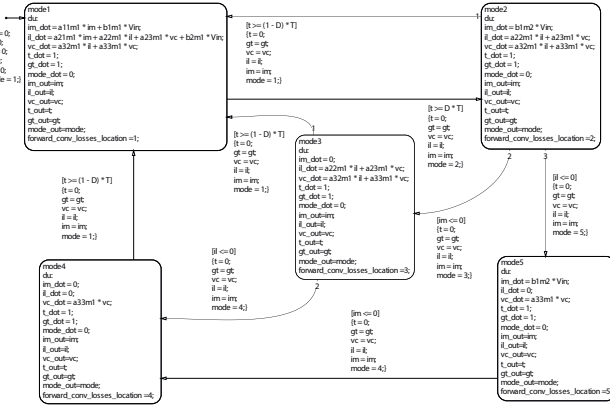 mode1
du:
im_dot = a11m1 * im + b1m1 * Vin;
il_dot = a21m1 * im + a22m1 * il + a23m1 * vc + b2m1 * Vin;
vc_dot = a32m1 * il + a33m1 * vc;
t_dot = 1;
gt_dot = 1;
mode_dot = 0;
im_out=im;
il_out=il;
vc_out=vc;
t_out=t;
gt_out=gt;
mode_out=mode;
forward_conv_losses_location =1;
= 0;
0;
0;
de = 1;}
[t >= (1 - D) * T]
{t = 0;
gt = gt;
vc = vc;
il = il;
im = im;
mode = 1;}
1
mode2
du:
im_dot = b1m2 * Vin;
il_dot = a22m1 * il + a23m1 * vc;
vc_dot = a32m1 * il + a33m1 * vc;
t_dot = 1;
gt_dot = 1;
mode_dot = 0;
im_out=im;
il_out=il;
vc_out=vc;
t_out=t;
gt_out=gt;
mode_out=mode;
forward_conv_losses_location =2;
[t >= D * T]
{t = 0;
gt = gt;
vc = vc;
il = il;
im = im;
mode = 2;}
[t >= (1 - D) * T]
{t = 0;
gt = gt;
vc = vc;
il = il;
im = im;
mode = 1;}
1
mode3
du:
im_dot = 0;
il_dot = a22m1 * il + a23m1 * vc;
vc_dot = a32m1 * il + a33m1 * vc;
t_dot = 1;
gt_dot = 1;
mode_dot = 0;
im_out=im;
il_out=il;
vc_out=vc;
t_out=t;
gt_out=gt;
mode_out=mode;
forward_conv_losses_location =3;
2
3
[il <= 0]
{t = 0;
gt = gt;
vc = vc;
il = il;
im = im;
mode = 5;}
[t >= (1 - D) * T]
{t = 0;
gt = gt;
vc = vc;
il = il;
im = im;
mode = 1;}
[im <= 0]
{t = 0;
gt = gt;
vc = vc;
il = il;
im = im;
mode = 3;}
[il <= 0]
{t = 0;
gt = gt;
vc = vc;
il = il;
im = im;
mode = 4;}
2
mode4
du:
im_dot = 0;
il_dot = 0;
vc_dot = a33m1 * vc;
t_dot = 1;
gt_dot = 1;
mode_dot = 0;
im_out=im;
il_out=il;
vc_out=vc;
t_out=t;
gt_out=gt;
mode_out=mode;
forward_conv_losses_location =4;
[im <= 0]
{t = 0;
gt = gt;
vc = vc;
il = il;
im = im;
mode = 4;}
mode5
du:
im_dot = b1m2 * Vin;
il_dot = 0;
vc_dot = a33m1 * vc;
t_dot = 1;
gt_dot = 1;
mode_dot = 0;
im_out=im;
il_out=il;
vc_out=vc;
t_out=t;
gt_out=gt;
mode_out=mode;
forward_conv_losses_location =5